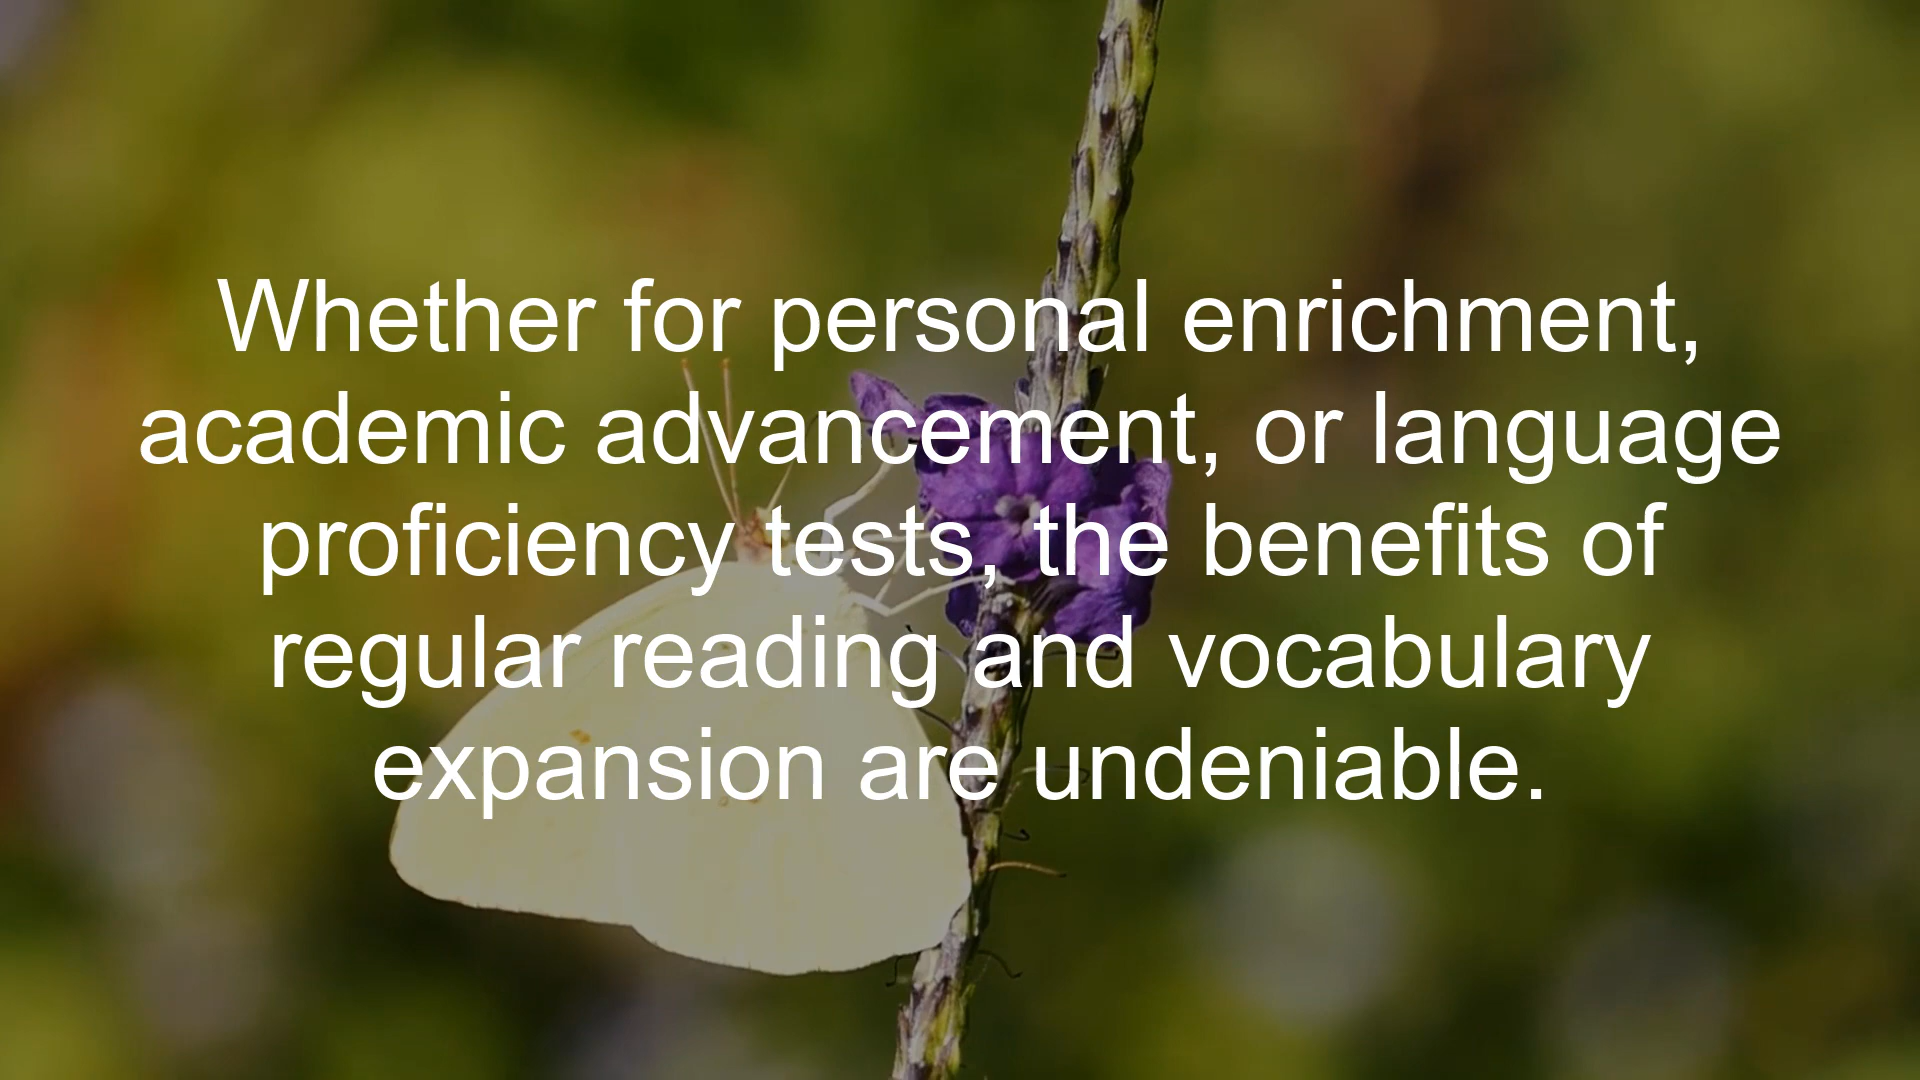 Whether for personal enrichment,
academic advancement, or language
proficiency tests, the benefits of
regular reading and vocabulary
expansion are undeniable.